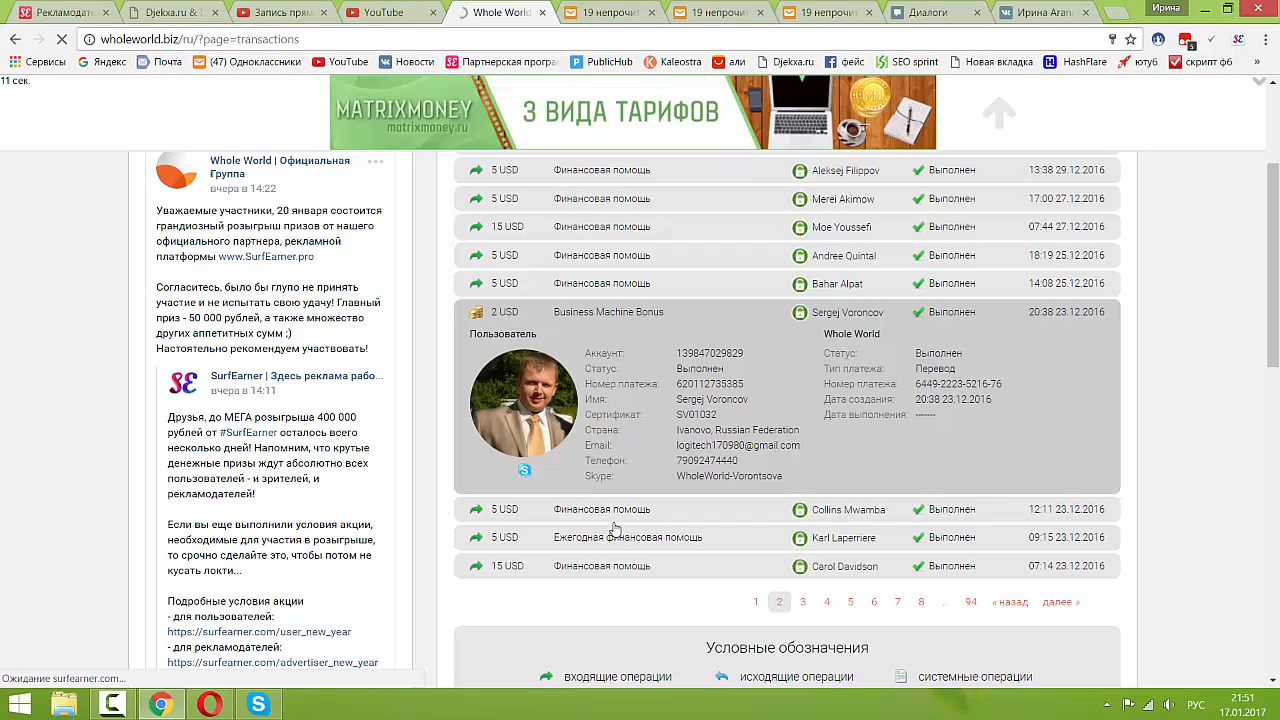 Рекламодат
Djekxa.ru & E
Запись прям
YouTube
Whole World
19 непрочит
19 непрочит
19 непрочит
Диалоги
Ирина Агап
Ирина
wholeworld.biz/ru/?page=transactions
5
Сервисы
Яндекс
Почта
(47) Одноклассники
YouTube
Новости
Партнерская програм
PublicHub
Kaleostra
али
Djekxa.ru
фейс
SEO sprint
Новая вкладка
HashFlare
ютуб
скрипт фб
»
11 сек.
MATRIXMONEY
matrixmoney.ru
3 ВИДА ТАРИФОВ
Whole World | Официальная
Группа
вчера в 14:22
Уважаемые участники, 20 января состоится
грандиозный розыгрыш призов от нашего
официального партнера, рекламной
платформы www.SurfEarner.pro
Согласитесь, было бы глупо не принять
участие и не испытать свою удачу! Главный
приз - 50 000 рублей, а также множество
других аппетитных сумм ;)
Настоятельно рекомендуем участвовать!
SurfEarner | Здесь реклама рабо...
вчера в 14:11
Друзья, до МЕГА розыгрыша 400 000
рублей от #SurfEarner осталось всего
несколько дней! Напомним, что крутые
денежные призы ждут абсолютно всех
пользователей - и зрителей, и
рекламодателей!
Если вы еще выполнили условия акции,
необходимые для участия в розыгрыше,
то срочно сделайте это, чтобы потом не
кусать локти...
Подробные условия акции
- для пользователей:
https://surfearner.com/user_new_year
- для рекламодателей:
https://surfearner.com/advertiser_new_year
5 USD Финансовая помощь Aleksej Filippov Выполнен 13:38 29.12.2016
5 USD Финансовая помощь Merei Akimow Выполнен 17:00 27.12.2016
15 USD Финансовая помощь Moe Youssefi Выполнен 07:44 27.12.2016
5 USD Финансовая помощь Andree Quintal Выполнен 18:19 25.12.2016
5 USD Финансовая помощь Bahar Alpat Выполнен 14:08 25.12.2016
2 USD Business Machine Bonus Sergej Voroncov Выполнен 20:38 23.12.2016
Пользователь Whole World
Аккаунт: 139847029829 Статус: Выполнен
Статус: Выполнен Тип платежа: Перевод
Номер платежа: 620112735385 Номер платежа: 6449-2223-5216-76
Имя: Sergej Voroncov Дата создания: 20:38 23.12.2016
Сертификат: SV01032 Дата выполнения: -------
Страна: Ivanovo, Russian Federation
Email: logitech170980@gmail.com
Телефон: 79092474440
Skype: WholeWorld-Vorontsova
5 USD Финансовая помощь Collins Mwamba Выполнен 12:11 23.12.2016
5 USD Ежегодная финансовая помощь Karl Laperriere Выполнен 09:15 23.12.2016
15 USD Финансовая помощь Carol Davidson Выполнен 07:14 23.12.2016
1 2 3 4 5 6 7 8 .. 94 « назад далее »
Условные обозначения
входящие операции исходящие операции системные операции
Ожидание surfearner.com...
РУС
21:51
17.01.2017